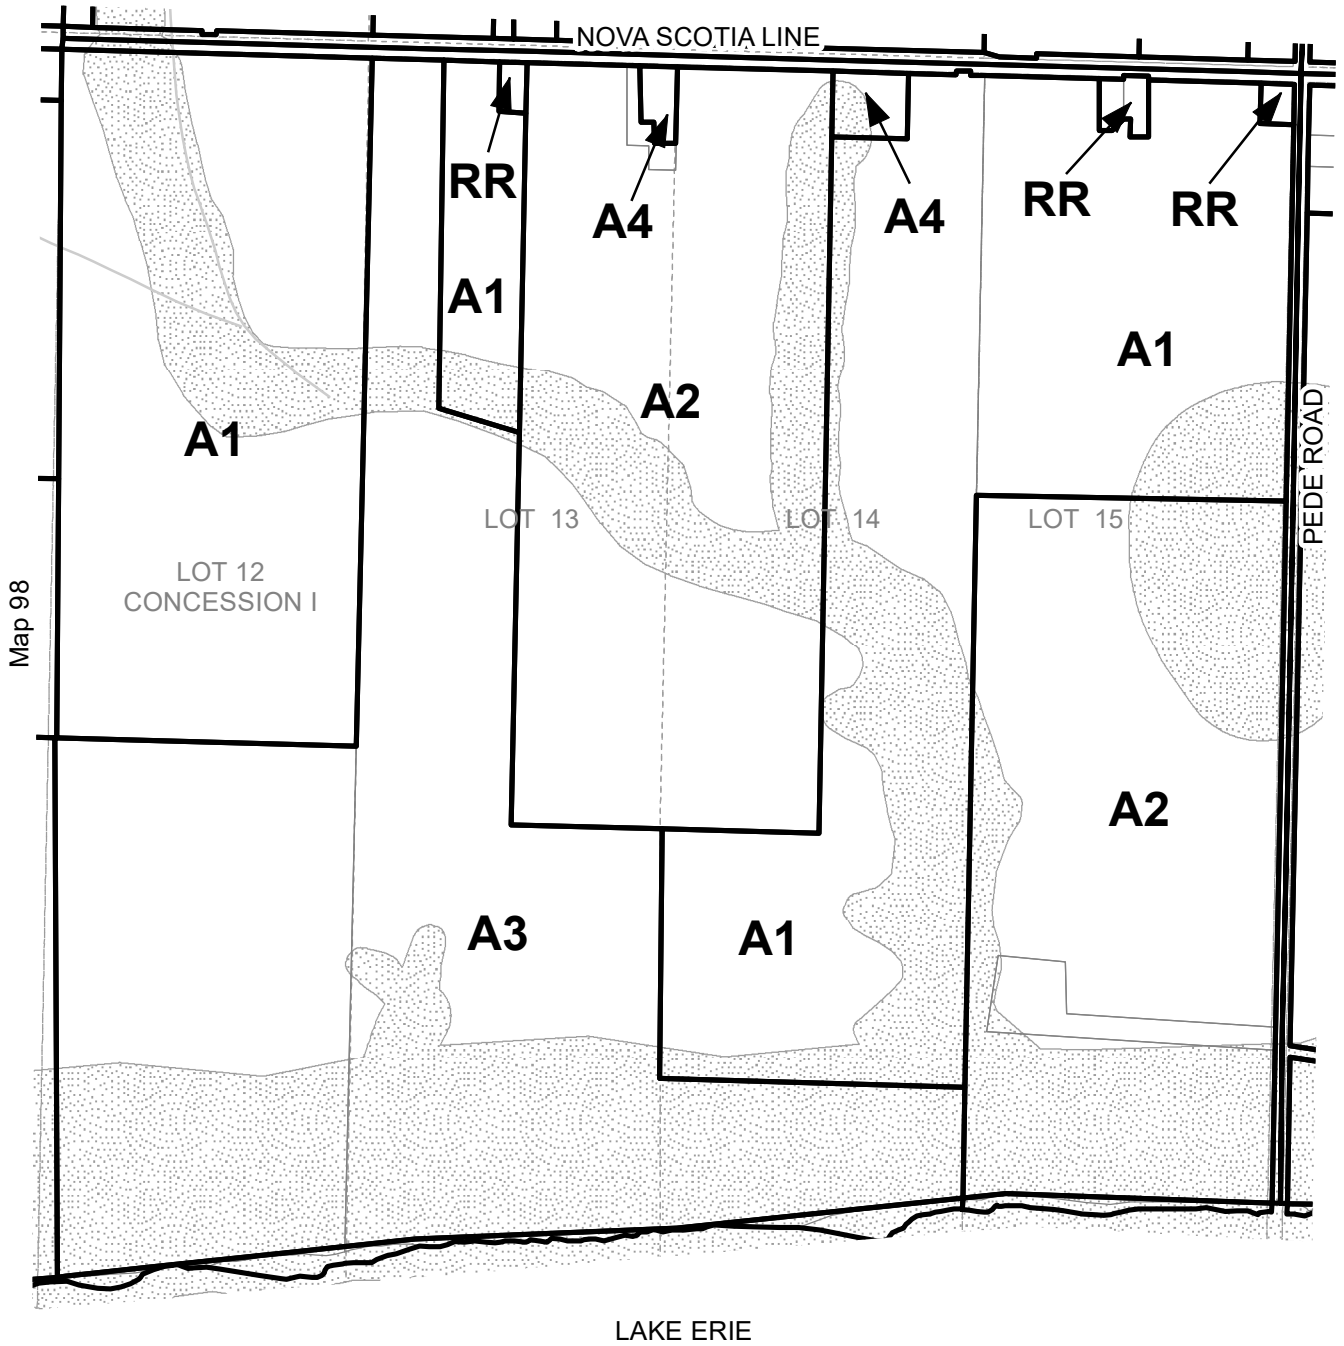 NOVA SCOTIA LINE
RR
A4
A4
RR
RR
A1
A1
A2
A1
PEDE ROAD
LOT 13
LOT 14
LOT 15
LOT 12
CONCESSION I
Map 98
A2
A3
A1
LAKE ERIE